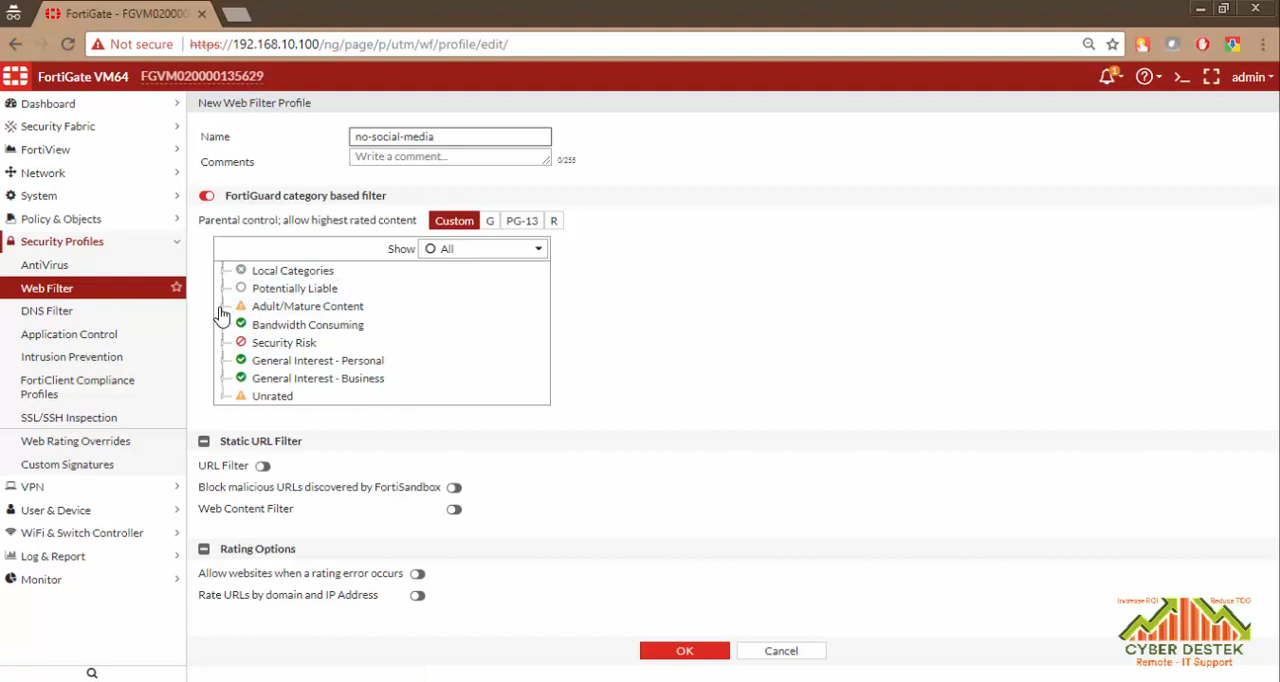 FortiGate - FGVM0200001
Not secure | https://192.168.10.100/ng/page/p/utm/wf/profile/edit/
FortiGate VM64 FGVM020000135629
1
admin
Dashboard
Security Fabric
FortiView
Network
System
Policy & Objects
Security Profiles
AntiVirus
Web Filter
DNS Filter
Application Control
Intrusion Prevention
FortiClient Compliance
Profiles
SSL/SSH Inspection
Web Rating Overrides
Custom Signatures
VPN
User & Device
WiFi & Switch Controller
Log & Report
Monitor
New Web Filter Profile
Name no-social-media
Comments Write a comment... 0/255
FortiGuard category based filter
Parental control; allow highest rated content Custom G PG-13 R
Show All
Local Categories
Potentially Liable
Adult/Mature Content
Bandwidth Consuming
Security Risk
General Interest - Personal
General Interest - Business
Unrated
Static URL Filter
URL Filter
Block malicious URLs discovered by FortiSandbox
Web Content Filter
Rating Options
Allow websites when a rating error occurs
Rate URLs by domain and IP Address
OK Cancel
Increase ROI Reduce TCO
CYBER DESTEK
Remote - IT Support